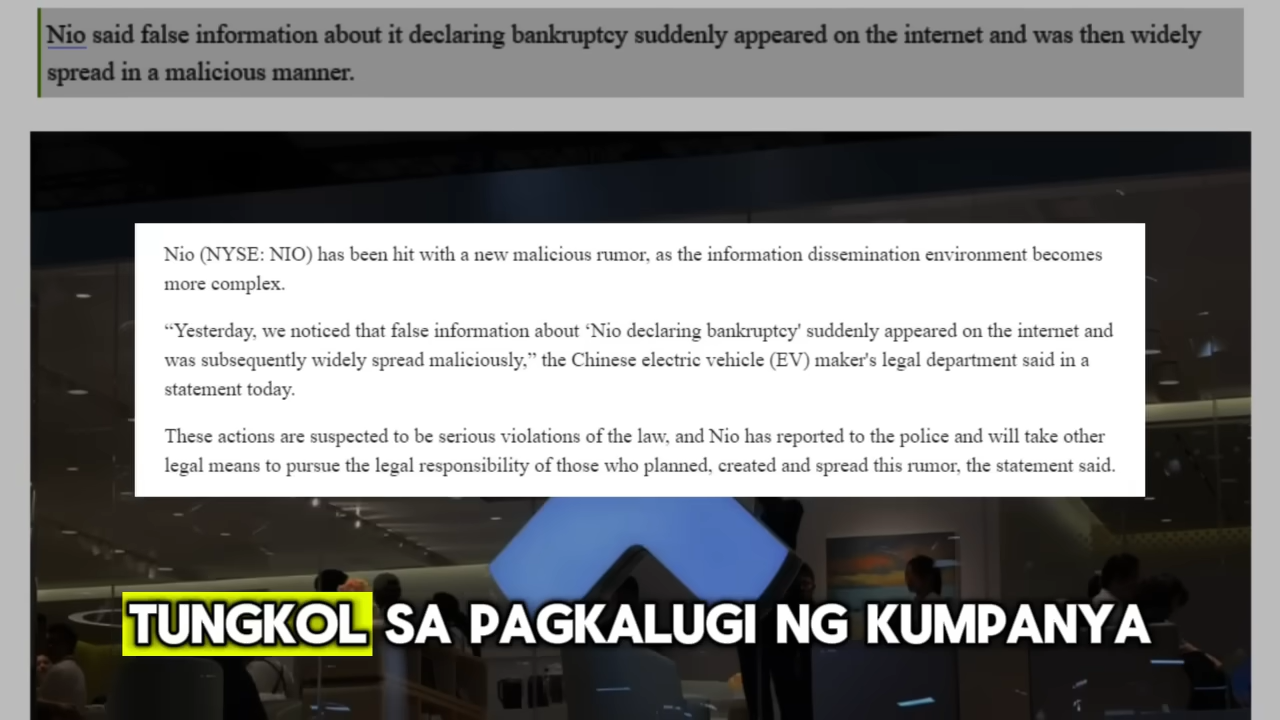 Nio said false information about it declaring bankruptcy suddenly appeared on the internet and was then widely
spread in a malicious manner.
Nio (NYSE: NIO) has been hit with a new malicious rumor, as the information dissemination environment becomes
more complex.
“Yesterday, we noticed that false information about ‘Nio declaring bankruptcy' suddenly appeared on the internet and
was subsequently widely spread maliciously,” the Chinese electric vehicle (EV) maker's legal department said in a
statement today.
These actions are suspected to be serious violations of the law, and Nio has reported to the police and will take other
legal means to pursue the legal responsibility of those who planned, created and spread this rumor, the statement said.
TUNGKOL SA PAGKALUGI NG KUMPANYA